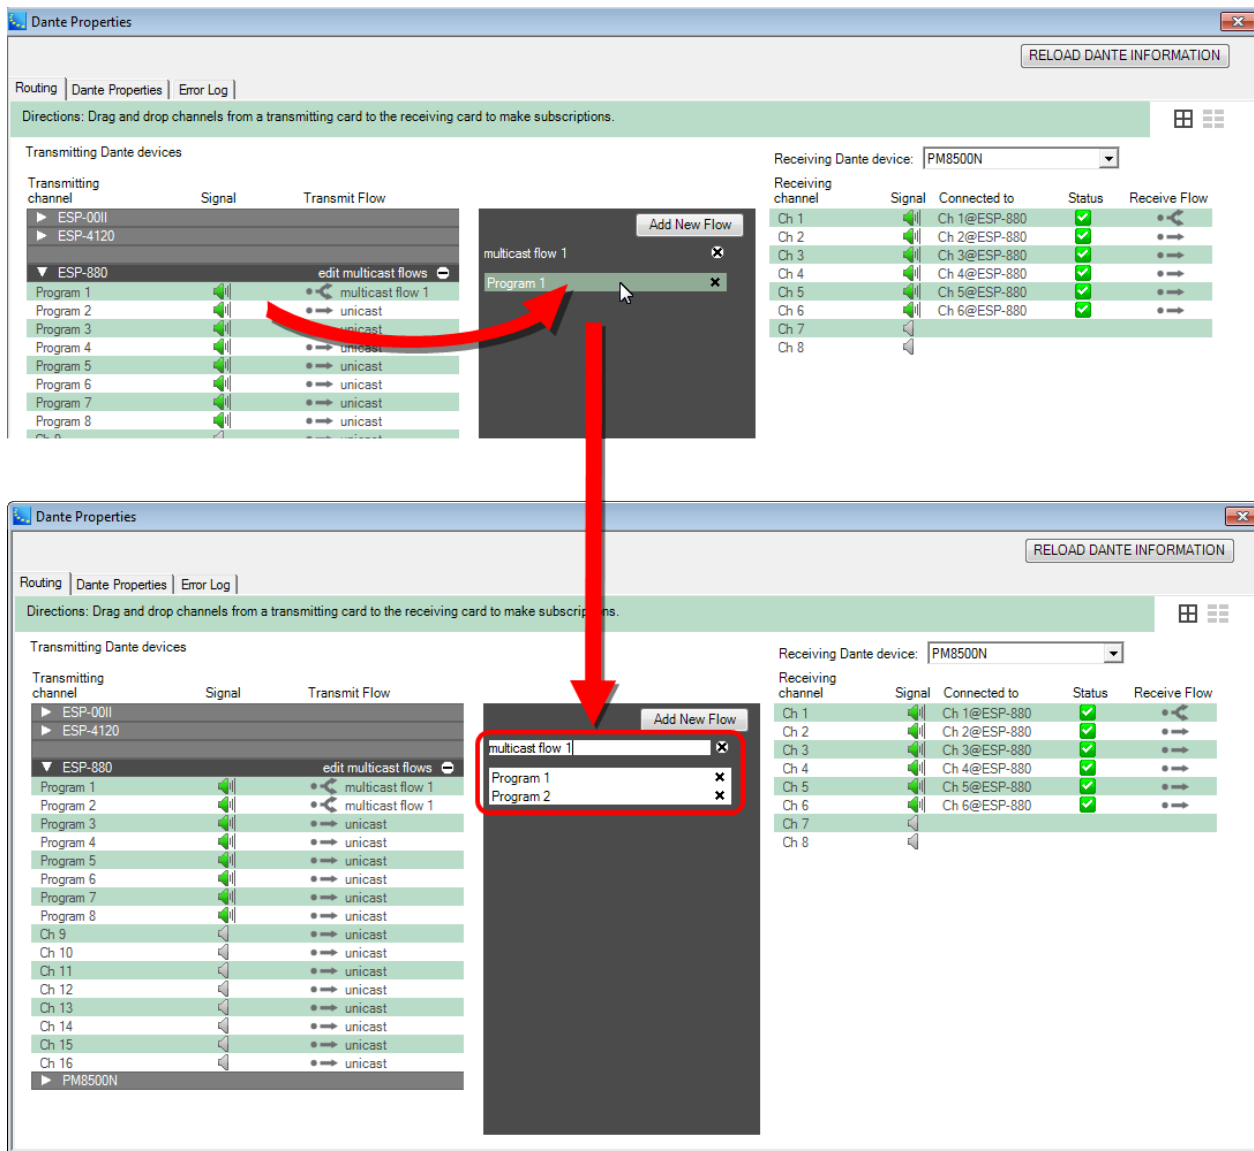 Dante Properties
RELOAD DANTE INFORMATION
Routing Dante Properties Error Log
Directions: Drag and drop channels from a transmitting card to the receiving card to make subscriptions.
Transmitting Dante devices
Receiving Dante device: PM8500N
Transmitting channel Signal Transmit Flow
Receiving channel Signal Connected to Status Receive Flow
ESP-00II
ESP-4120
ESP-880 edit multicast flows
Program 1 multicast flow 1
Program 2 unicast
Program 3 unicast
Program 4 unicast
Program 5 unicast
Program 6 unicast
Program 7 unicast
Program 8 unicast
Ch 9 unicast
Add New Flow
multicast flow 1
Program 1
Ch 1 Ch 1@ESP-880
Ch 2 Ch 2@ESP-880
Ch 3 Ch 3@ESP-880
Ch 4 Ch 4@ESP-880
Ch 5 Ch 5@ESP-880
Ch 6 Ch 6@ESP-880
Ch 7
Ch 8
Dante Properties
RELOAD DANTE INFORMATION
Routing Dante Properties Error Log
Directions: Drag and drop channels from a transmitting card to the receiving card to make subscrip ns.
Transmitting Dante devices
Receiving Dante device: PM8500N
Transmitting channel Signal Transmit Flow
Receiving channel Signal Connected to Status Receive Flow
ESP-00II
ESP-4120
ESP-880 edit multicast flows
Program 1 multicast flow 1
Program 2 multicast flow 1
Program 3 unicast
Program 4 unicast
Program 5 unicast
Program 6 unicast
Program 7 unicast
Program 8 unicast
Ch 9 unicast
Ch 10 unicast
Ch 11 unicast
Ch 12 unicast
Ch 13 unicast
Ch 14 unicast
Ch 15 unicast
Ch 16 unicast
PM8500N
Add New Flow
multicast flow 1
Program 1
Program 2
Ch 1 Ch 1@ESP-880
Ch 2 Ch 2@ESP-880
Ch 3 Ch 3@ESP-880
Ch 4 Ch 4@ESP-880
Ch 5 Ch 5@ESP-880
Ch 6 Ch 6@ESP-880
Ch 7
Ch 8